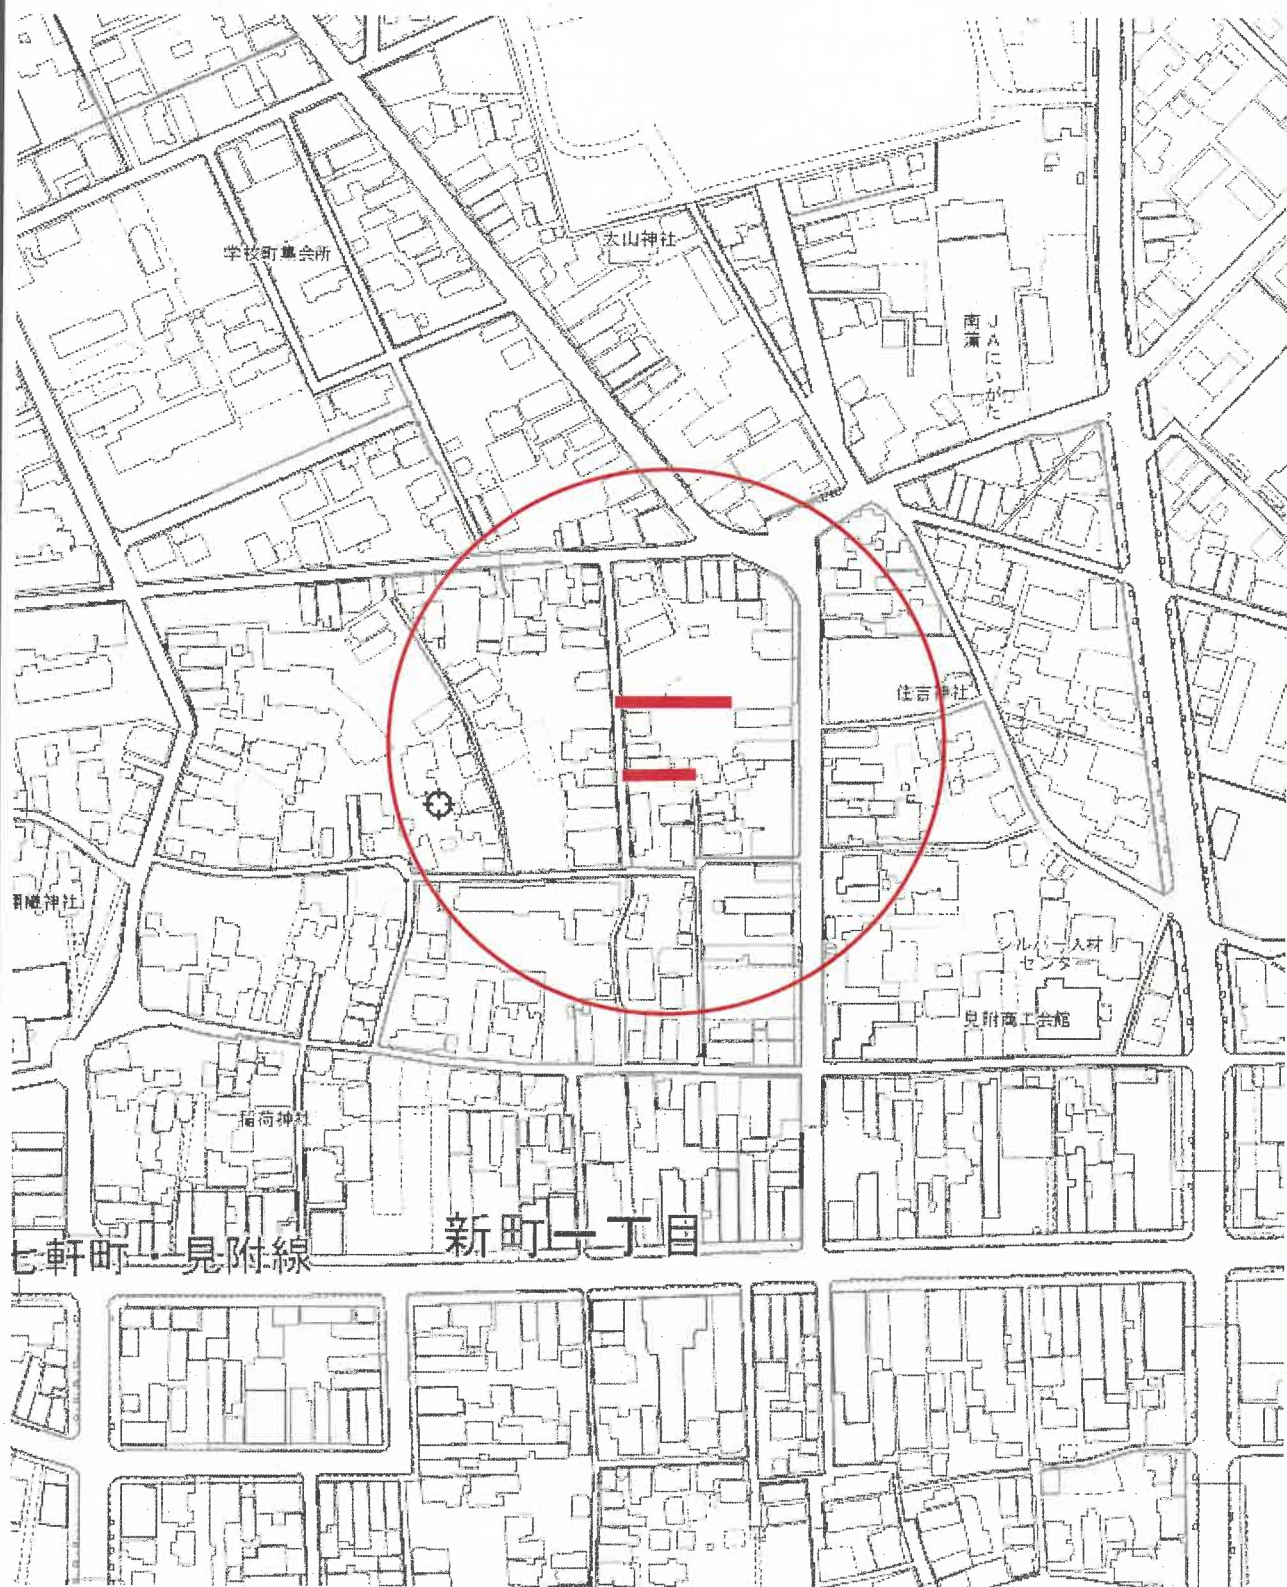 学校町集会所
大山神社
JAにいがた
南蒲
住吉神社
シルバー人材
センター
見附商工会館
稲荷神社
新町一丁目
七軒町・見附線